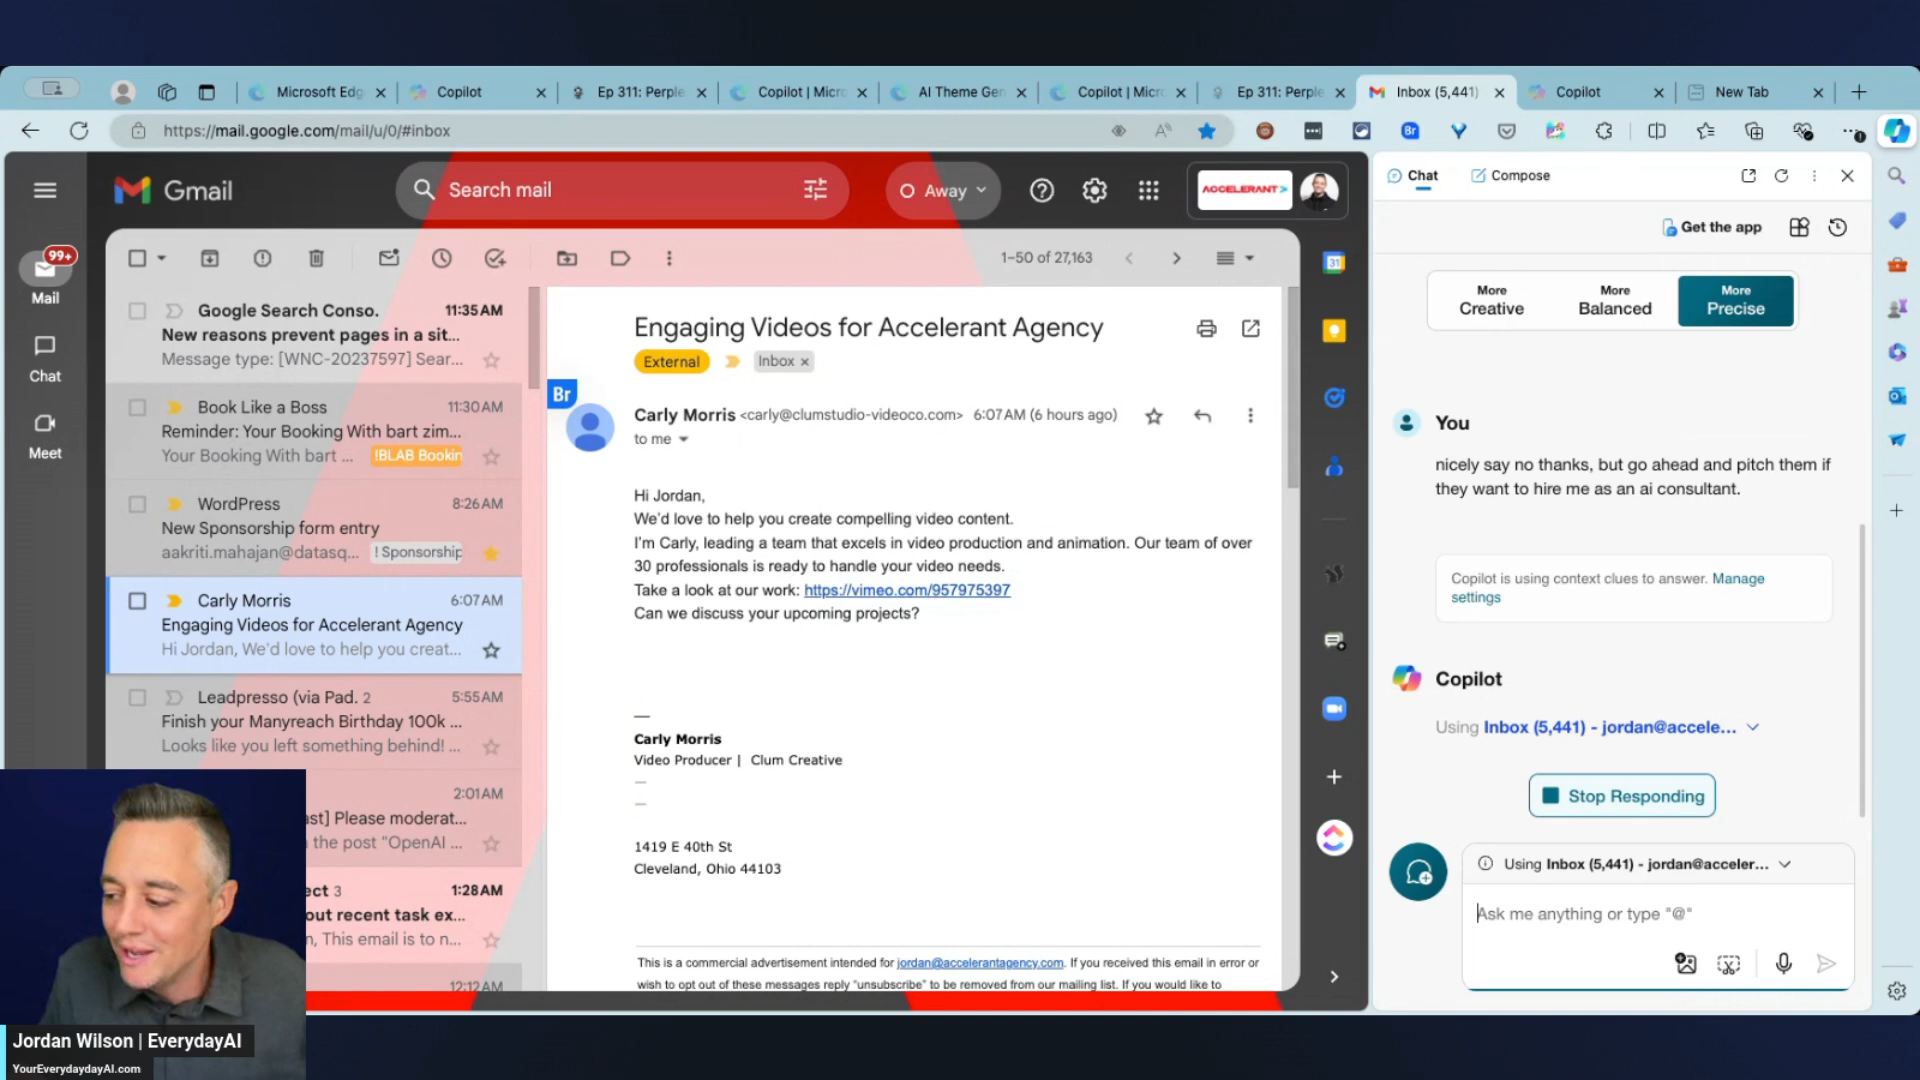 Microsoft Edg
Copilot
Ep 311: Perple
Copilot | Micro
AI Theme Gen
Copilot | Micro
Ep 311: Perple
Inbox (5,441)
Copilot
New Tab
https://mail.google.com/mail/u/0/#inbox
Gmail
Search mail
Away
ACCELERANT
99+
Mail
Chat
Meet
1–50 of 27,163
Google Search Conso. 11:35 AM
New reasons prevent pages in a sit...
Message type: [WNC-20237597] Sear...
Book Like a Boss 11:30 AM
Reminder: Your Booking With bart zim...
Your Booking With bart ... !BLAB Bookin
WordPress 8:26 AM
New Sponsorship form entry
aakriti.mahajan@datasq... ! Sponsorship
Carly Morris 6:07 AM
Engaging Videos for Accelerant Agency
Hi Jordan, We'd love to help you creat...
Leadpresso (via Pad. 2 5:55 AM
Finish your Manyreach Birthday 100k ...
Looks like you left something behind! ...
2:01 AM
ast] Please moderat...
the post "OpenAI ...
ect 3 1:28 AM
out recent task ex...
n, This email is to n...
12:12 AM
Engaging Videos for Accelerant Agency
External Inbox ×
Br
Carly Morris <carly@clumstudio-videoco.com> 6:07 AM (6 hours ago)
to me
Hi Jordan,
We'd love to help you create compelling video content.
I'm Carly, leading a team that excels in video production and animation. Our team of over
30 professionals is ready to handle your video needs.
Take a look at our work: https://vimeo.com/957975397
Can we discuss your upcoming projects?
—
Carly Morris
Video Producer | Clum Creative
—
—
1419 E 40th St
Cleveland, Ohio 44103
This is a commercial advertisement intended for jordan@accelerantagency.com. If you received this email in error or
wish to opt out of these messages reply "unsubscribe" to be removed from our mailing list. If you would like to
31
Chat
Compose
Get the app
More Creative
More Balanced
More Precise
You
nicely say no thanks, but go ahead and pitch them if
they want to hire me as an ai consultant.
Copilot is using context clues to answer. Manage
settings
Copilot
Using Inbox (5,441) - jordan@accele...
Stop Responding
Using Inbox (5,441) - jordan@acceler...
Ask me anything or type "@"
Jordan Wilson | EverydayAI
YourEverydayAI.com